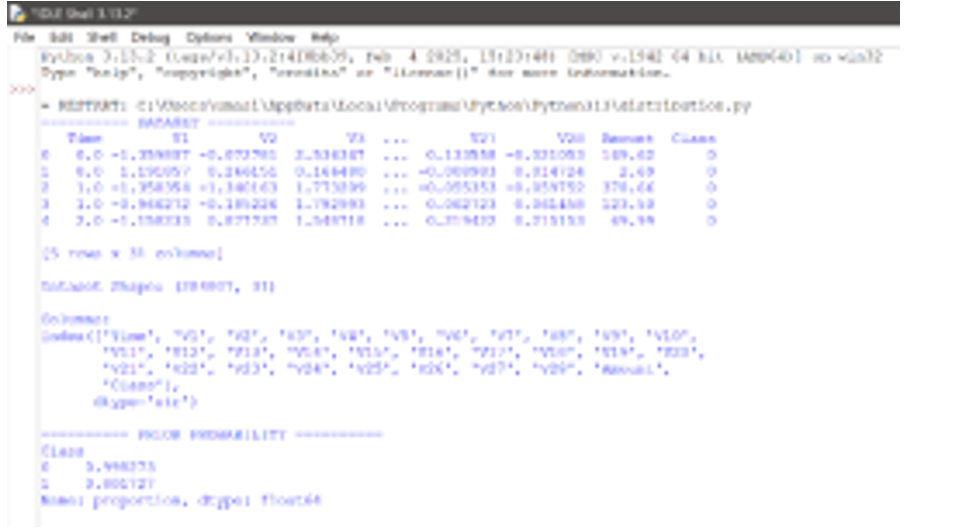 *IDLE Shell 3.13.2*
File Edit Shell Debug Options Window Help
Python 3.13.2 Feb 4 2025, 15:23:48) [MSC v.1942 64 bit (AMD64)] on win32
Type "help", "copyright", "credits" or "license()" for more information.
>>>
= RESTART: C:\Users\AppData\Local\Programs\Python\Python313\distribution.py
=========== DATASET ===========
Time V1 V2 V3 ... V27 V28 Amount Class
0 0.0 -1.359807 -0.072781 2.536347 ... 0.133558 -0.021053 149.62 0
1 0.0 1.191857 0.266151 0.166480 ... -0.008983 0.014724 2.69 0
2 1.0 -1.358354 -1.340163 1.773209 ... -0.055353 -0.059752 378.66 0
3 1.0 -0.966272 -0.185226 1.792993 ... 0.062723 0.061458 123.50 0
4 2.0 -1.158233 0.877737 1.548718 ... 0.219422 0.215153 69.99 0
[5 rows x 31 columns]
Dataset Shape: (284807, 31)
Columns:
Index(['Time', 'V1', 'V2', 'V3', 'V4', 'V5', 'V6', 'V7', 'V8', 'V9', 'V10',
'V11', 'V12', 'V13', 'V14', 'V15', 'V16', 'V17', 'V18', 'V19', 'V20',
'V21', 'V22', 'V23', 'V24', 'V25', 'V26', 'V27', 'V28', 'Amount',
'Class'],
dtype='str')
=========== PRIOR PROBABILITY ===========
Class
0 0.998273
1 0.001727
Name: proportion, dtype: float64